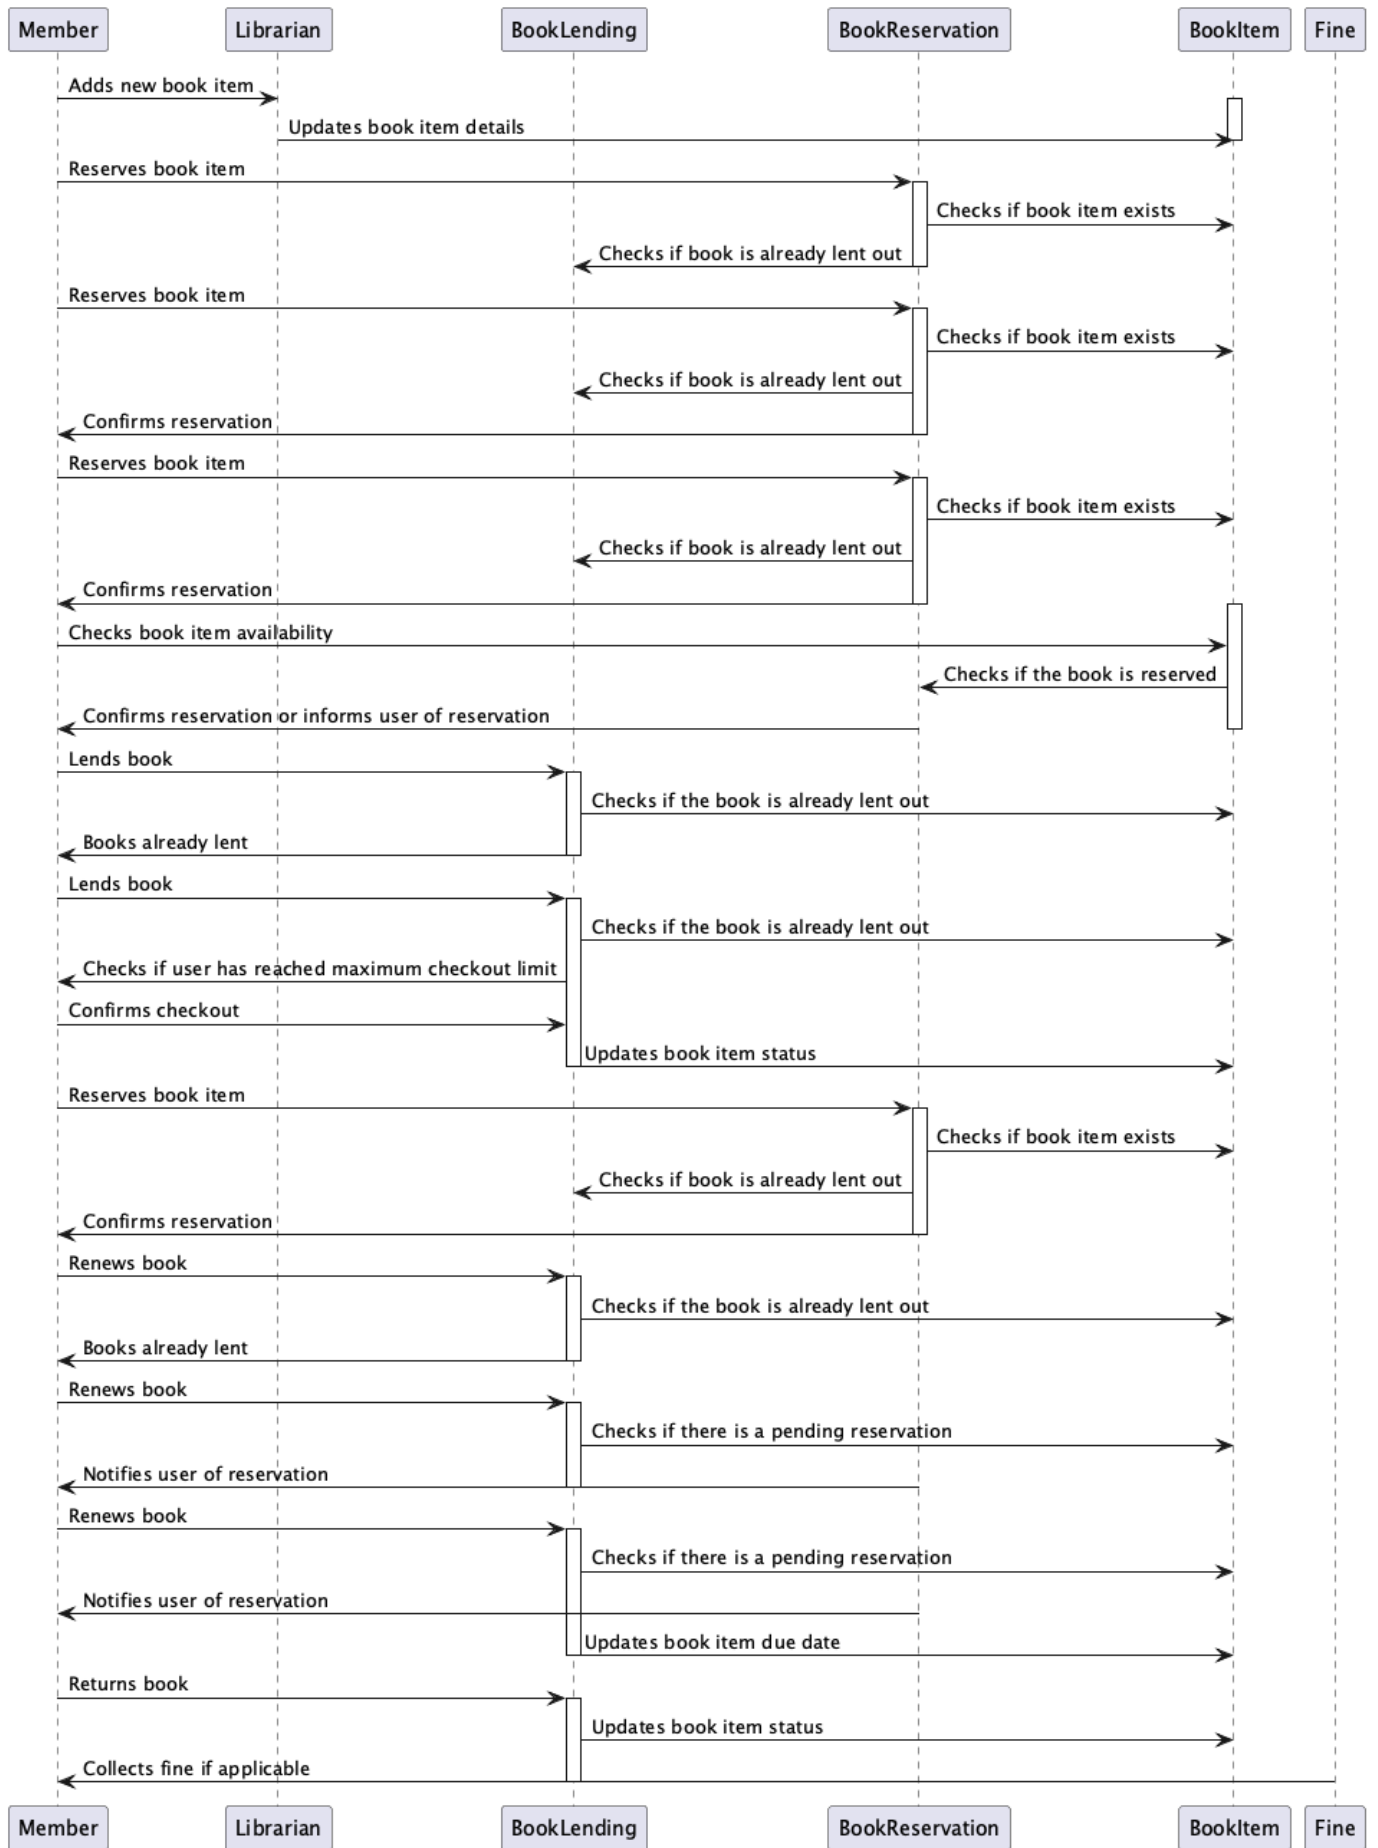 Member Librarian BookLending BookReservation BookItem Fine
Adds new book item
Updates book item details
Reserves book item
Checks if book item exists
Checks if book is already lent out
Reserves book item
Checks if book item exists
Checks if book is already lent out
Confirms reservation
Reserves book item
Checks if book item exists
Checks if book is already lent out
Confirms reservation
Checks book item availability
Checks if the book is reserved
Confirms reservation or informs user of reservation
Lends book
Checks if the book is already lent out
Books already lent
Lends book
Checks if the book is already lent out
Checks if user has reached maximum checkout limit
Confirms checkout
Updates book item status
Reserves book item
Checks if book item exists
Checks if book is already lent out
Confirms reservation
Renews book
Checks if the book is already lent out
Books already lent
Renews book
Checks if there is a pending reservation
Notifies user of reservation
Renews book
Checks if there is a pending reservation
Notifies user of reservation
Updates book item due date
Returns book
Updates book item status
Collects fine if applicable
Member Librarian BookLending BookReservation BookItem Fine